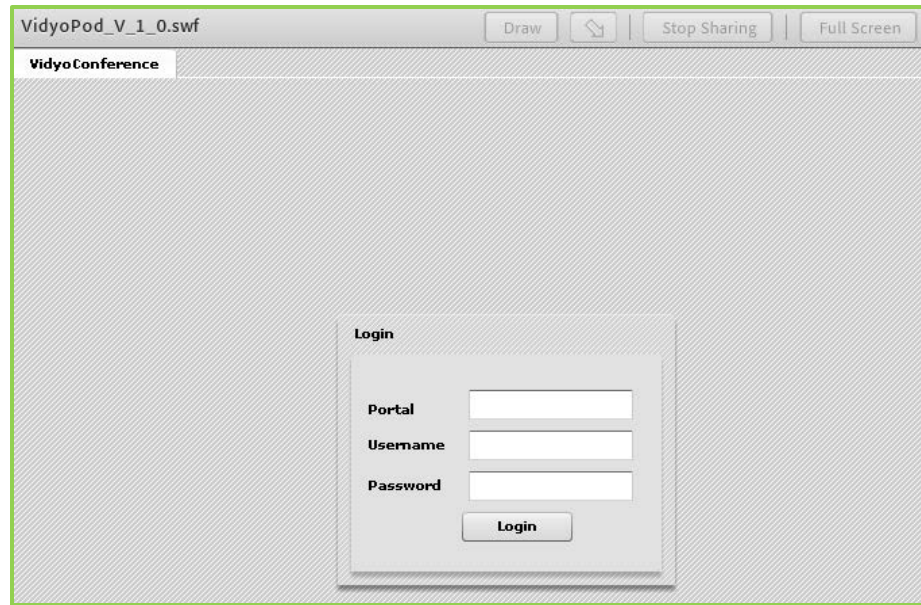 VidyoPod_V_1_0.swf Draw Stop Sharing Full Screen
VidyoConference
Login
Portal
Username
Password
Login